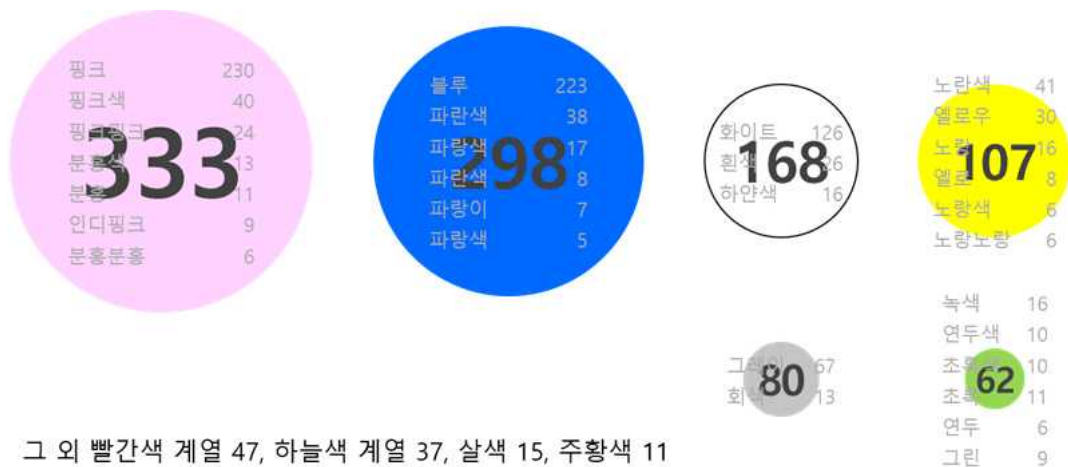 핑크 230
핑크색 40
핑크핑크 24
분홍색 13
분홍 11
인디핑크 9
분홍분홍 6
333
블루 223
파란색 38
파랑색 17
파란색 8
파랑이 7
파랑색 5
298
화이트 126
흰색 26
하얀색 16
168
노란색 41
옐로우 30
노랑 16
옐로 8
노랑색 6
노랑노랑 6
107
그레이 67
회색 13
80
녹색 16
연두색 10
초록색 10
초록 11
연두 6
그린 9
62
그 외 빨간색 계열 47, 하늘색 계열 37, 살색 15, 주황색 11